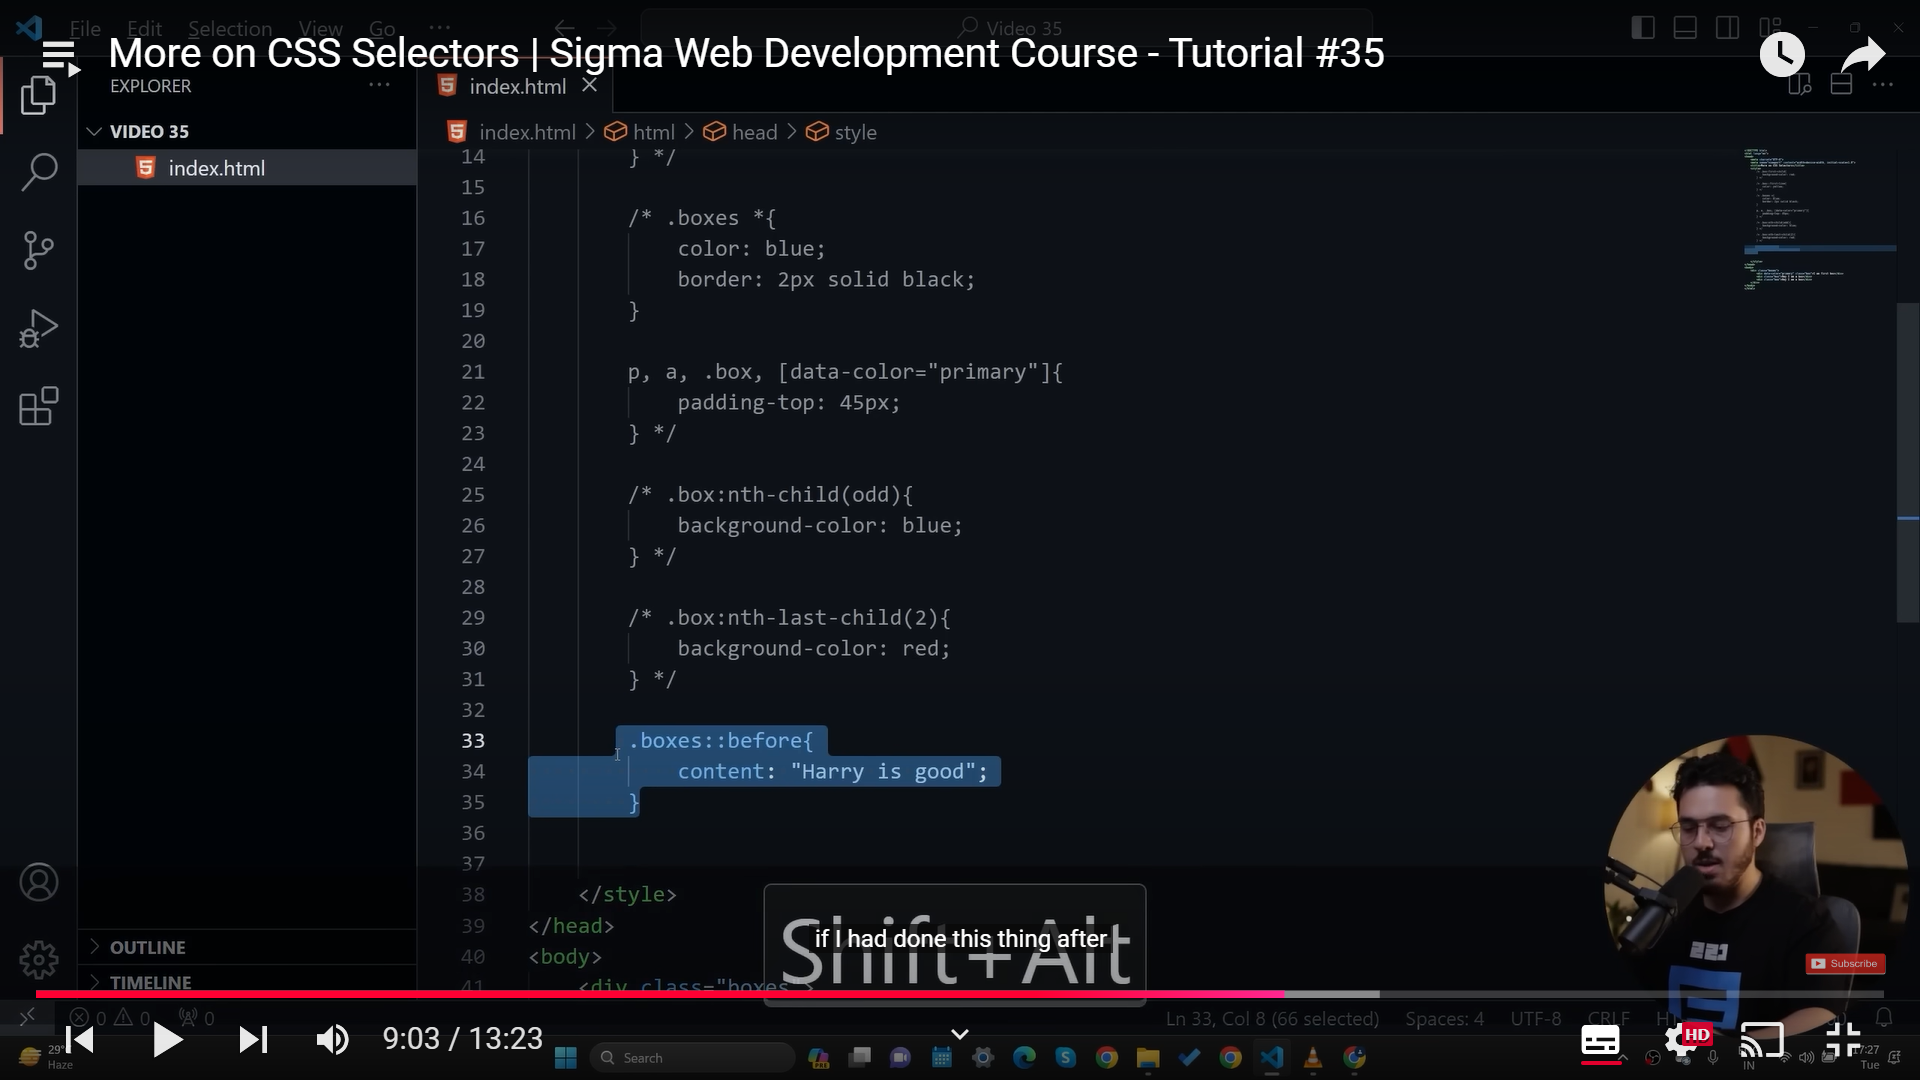 File Edit Selection View Go ··· Video 35
More on CSS Selectors | Sigma Web Development Course - Tutorial #35
EXPLORER ···
index.html
VIDEO 35
index.html
index.html > html > head > style
14 } */
15
16 /* .boxes *{
17 color: blue;
18 border: 2px solid black;
19 }
20
21 p, a, .box, [data-color="primary"]{
22 padding-top: 45px;
23 } */
24
25 /* .box:nth-child(odd){
26 background-color: blue;
27 } */
28
29 /* .box:nth-last-child(2){
30 background-color: red;
31 } */
32
33 .boxes::before{
34 content: "Harry is good";
35 }
36
37
38 </style>
39 </head>
40 <body>
41 <div class="boxes">
OUTLINE
TIMELINE
Shift+Alt
if I had done this thing after
Subscribe
0 0 0
Ln 33, Col 8 (66 selected) Spaces: 4 UTF-8 CRLF
9:03 / 13:23
HD
29°
Haze
Search
IN
17:27
Tue